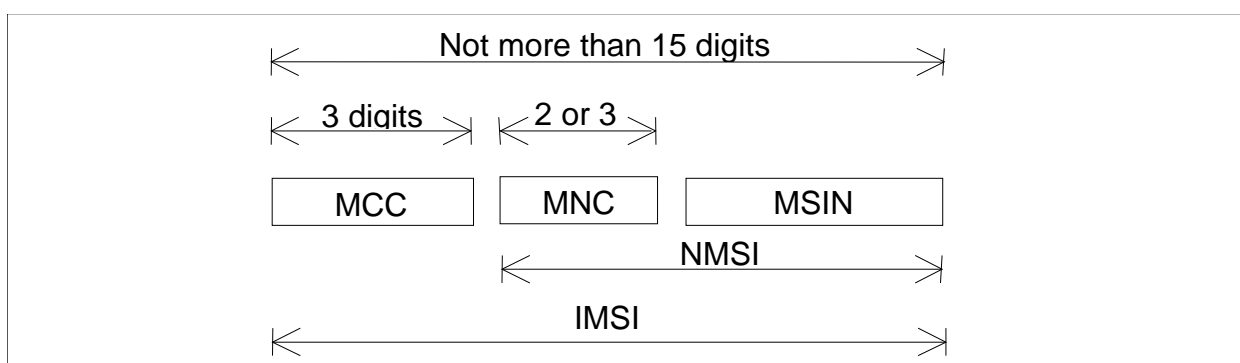 Not more than 15 digits
3 digits
2 or 3
MCC
MNC
MSIN
NMSI
IMSI